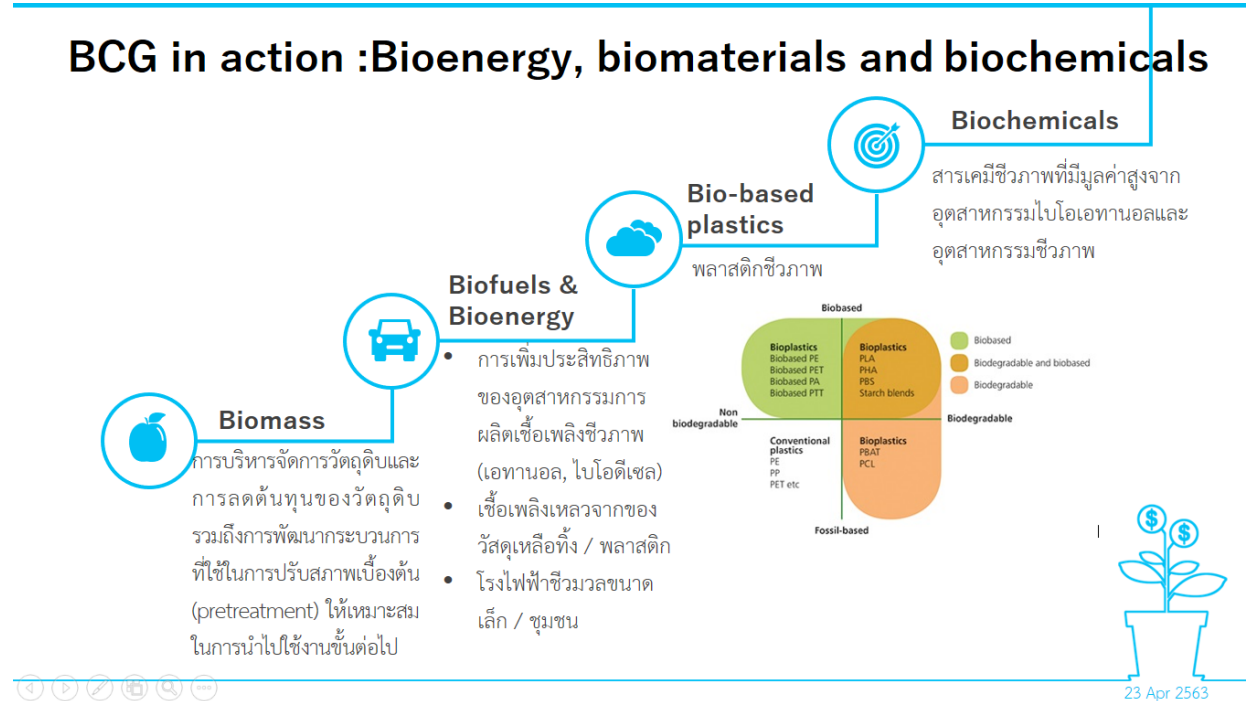 BCG in action :Bioenergy, biomaterials and biochemicals
Biochemicals
สารเคมีชีวภาพที่มีมูลค่าสูงจาก
อุตสาหกรรมไบโอเอทานอลและ
อุตสาหกรรมชีวภาพ
Bio-based
plastics
พลาสติกชีวภาพ
Biofuels &
Bioenergy
• การเพิ่มประสิทธิภาพ
ของอุตสาหกรรมการ
ผลิตเชื้อเพลิงชีวภาพ
(เอทานอล, ไบโอดีเซล)
• เชื้อเพลิงเหลวจากของ
วัสดุเหลือทิ้ง / พลาสติก
• โรงไฟฟ้าชีวมวลขนาด
เล็ก / ชุมชน
Biomass
การบริหารจัดการวัตถุดิบและ
การลดต้นทุนของวัตถุดิบ
รวมถึงการพัฒนากระบวนการ
ที่ใช้ในการปรับสภาพเบื้องต้น
(pretreatment) ให้เหมาะสม
ในการนำไปใช้งานขั้นต่อไป
Biobased
Bioplastics
Biobased PE
Biobased PET
Biobased PA
Biobased PTT
Bioplastics
PLA
PHA
PBS
Starch blends
Biobased
Biodegradable and biobased
Biodegradable
Non
biodegradable
Biodegradable
Conventional
plastics
PE
PP
PET etc
Bioplastics
PBAT
PCL
Fossil-based
$
$
23 Apr 2563